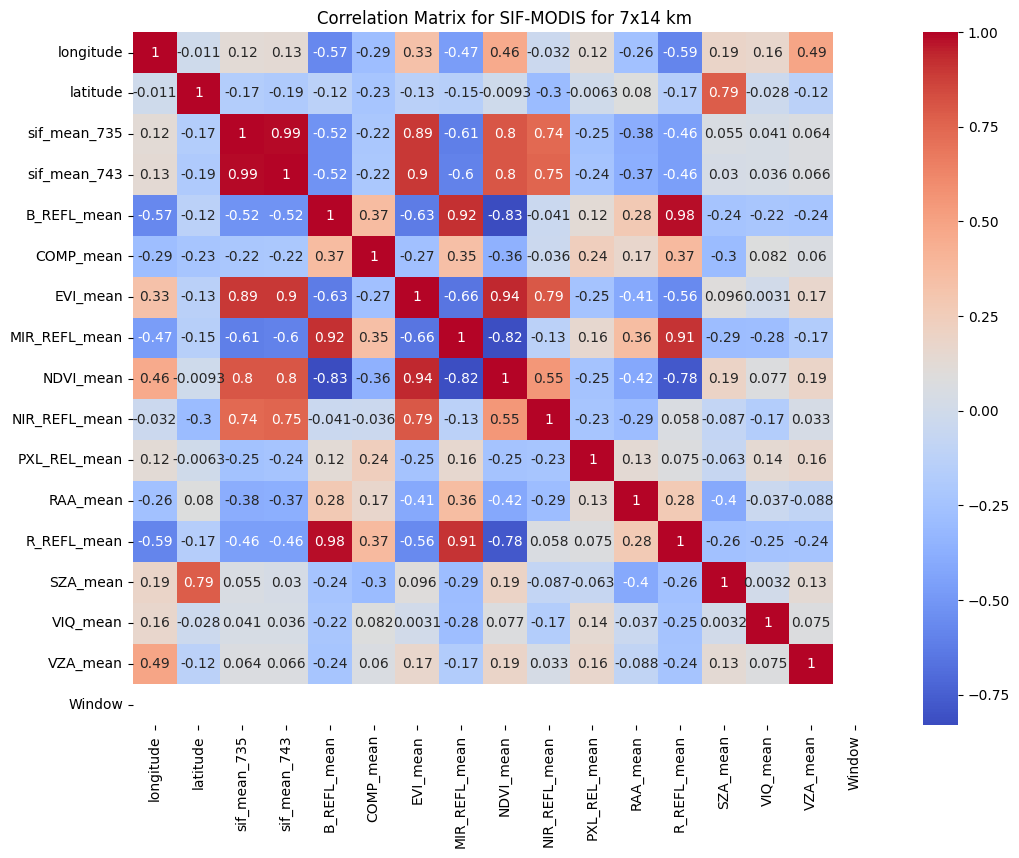 Correlation Matrix for SIF-MODIS for 7x14 km
longitude 1 -0.011 0.12 0.13 -0.57 -0.29 0.33 -0.47 0.46 -0.032 0.12 -0.26 -0.59 0.19 0.16 0.49
latitude -0.011 1 -0.17 -0.19 -0.12 -0.23 -0.13 -0.15 -0.0093 -0.3 -0.0063 0.08 -0.17 0.79 -0.028 -0.12
sif_mean_735 0.12 -0.17 1 0.99 -0.52 -0.22 0.89 -0.61 0.8 0.74 -0.25 -0.38 -0.46 0.055 0.041 0.064
sif_mean_743 0.13 -0.19 0.99 1 -0.52 -0.22 0.9 -0.6 0.8 0.75 -0.24 -0.37 -0.46 0.03 0.036 0.066
B_REFL_mean -0.57 -0.12 -0.52 -0.52 1 0.37 -0.63 0.92 -0.83 -0.041 0.12 0.28 0.98 -0.24 -0.22 -0.24
COMP_mean -0.29 -0.23 -0.22 -0.22 0.37 1 -0.27 0.35 -0.36 -0.036 0.24 0.17 0.37 -0.3 0.082 0.06
EVI_mean 0.33 -0.13 0.89 0.9 -0.63 -0.27 1 -0.66 0.94 0.79 -0.25 -0.41 -0.56 0.096 0.0031 0.17
MIR_REFL_mean -0.47 -0.15 -0.61 -0.6 0.92 0.35 -0.66 1 -0.82 -0.13 0.16 0.36 0.91 -0.29 -0.28 -0.17
NDVI_mean 0.46 -0.0093 0.8 0.8 -0.83 -0.36 0.94 -0.82 1 0.55 -0.25 -0.42 -0.78 0.19 0.077 0.19
NIR_REFL_mean -0.032 -0.3 0.74 0.75 -0.041 -0.036 0.79 -0.13 0.55 1 -0.23 -0.29 0.058 -0.087 -0.17 0.033
PXL_REL_mean 0.12 -0.0063 -0.25 -0.24 0.12 0.24 -0.25 0.16 -0.25 -0.23 1 0.13 0.075 -0.063 0.14 0.16
RAA_mean -0.26 0.08 -0.38 -0.37 0.28 0.17 -0.41 0.36 -0.42 -0.29 0.13 1 0.28 -0.4 -0.037 -0.088
R_REFL_mean -0.59 -0.17 -0.46 -0.46 0.98 0.37 -0.56 0.91 -0.78 0.058 0.075 0.28 1 -0.26 -0.25 -0.24
SZA_mean 0.19 0.79 0.055 0.03 -0.24 -0.3 0.096 -0.29 0.19 -0.087 -0.063 -0.4 -0.26 1 0.0032 0.13
VIQ_mean 0.16 -0.028 0.041 0.036 -0.22 0.082 0.0031 -0.28 0.077 -0.17 0.14 -0.037 -0.25 0.0032 1 0.075
VZA_mean 0.49 -0.12 0.064 0.066 -0.24 0.06 0.17 -0.17 0.19 0.033 0.16 -0.088 -0.24 0.13 0.075 1
Window
longitude
latitude
sif_mean_735
sif_mean_743
B_REFL_mean
COMP_mean
EVI_mean
MIR_REFL_mean
NDVI_mean
NIR_REFL_mean
PXL_REL_mean
RAA_mean
R_REFL_mean
SZA_mean
VIQ_mean
VZA_mean
Window
1.00
0.75
0.50
0.25
0.00
−0.25
−0.50
−0.75